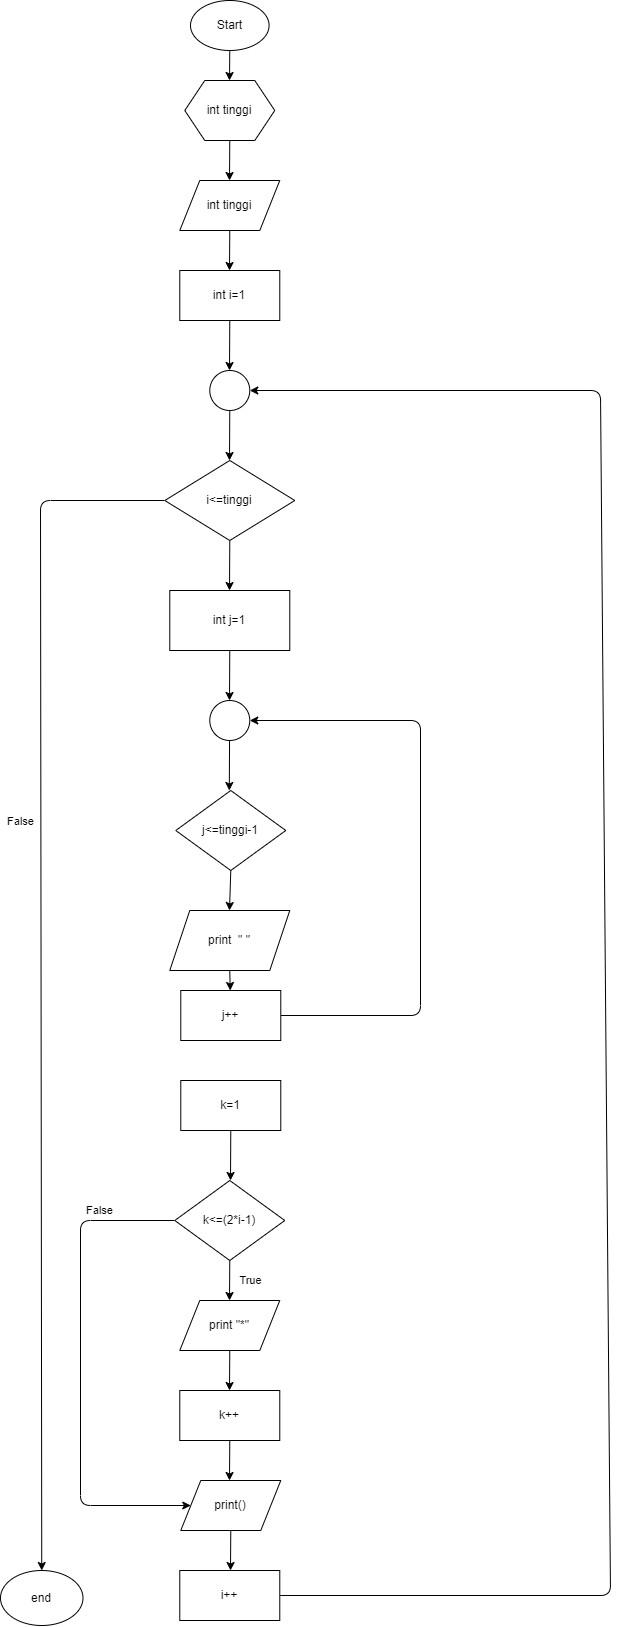 Start
int tinggi
int tinggi
int i=1
i<=tinggi
int j=1
False
j<=tinggi-1
print " "
j++
k=1
False
k<=(2*i-1)
True
print "*"
k++
print()
end
i++